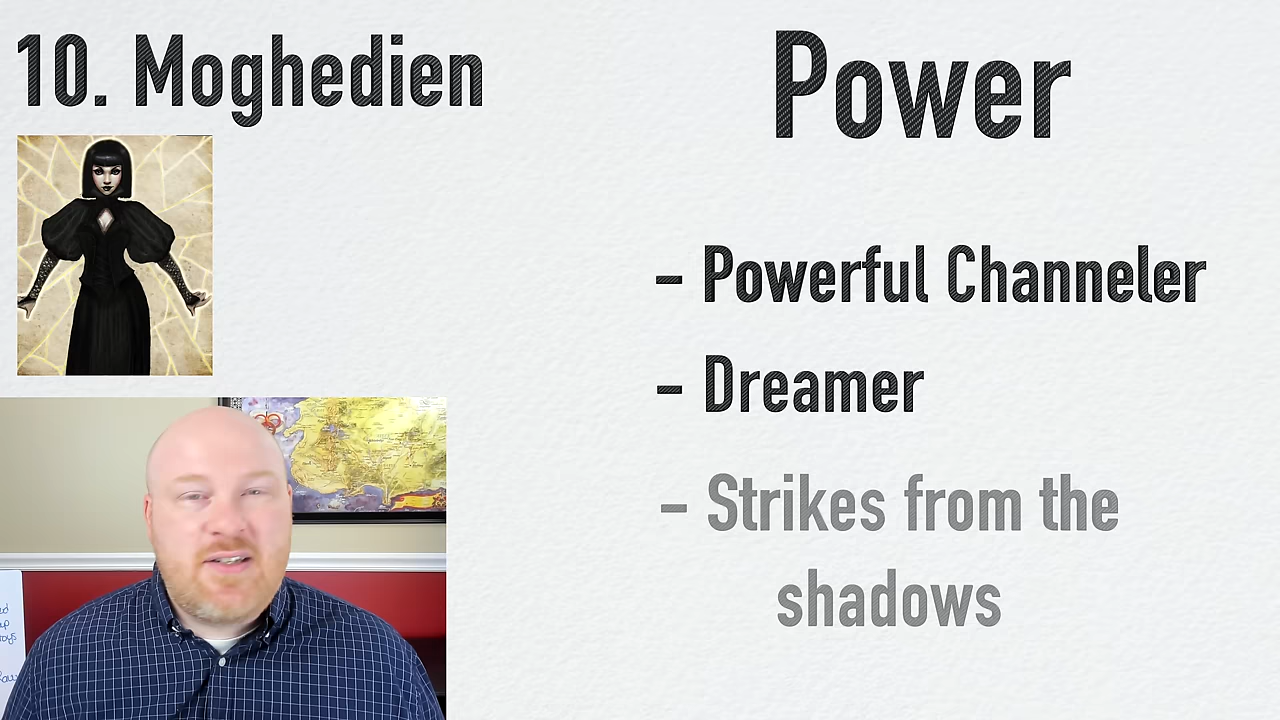 10. Moghedien
Power
- Powerful Channeler
- Dreamer
- Strikes from the
shadows